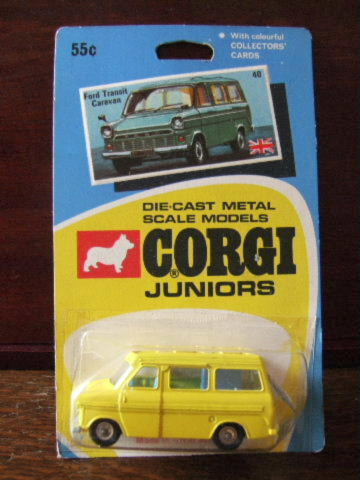 55¢
• With colourful
COLLECTORS'
CARDS
40
Ford Transit
Caravan
DIE-CAST METAL
SCALE MODELS
CORGI
®
JUNIORS